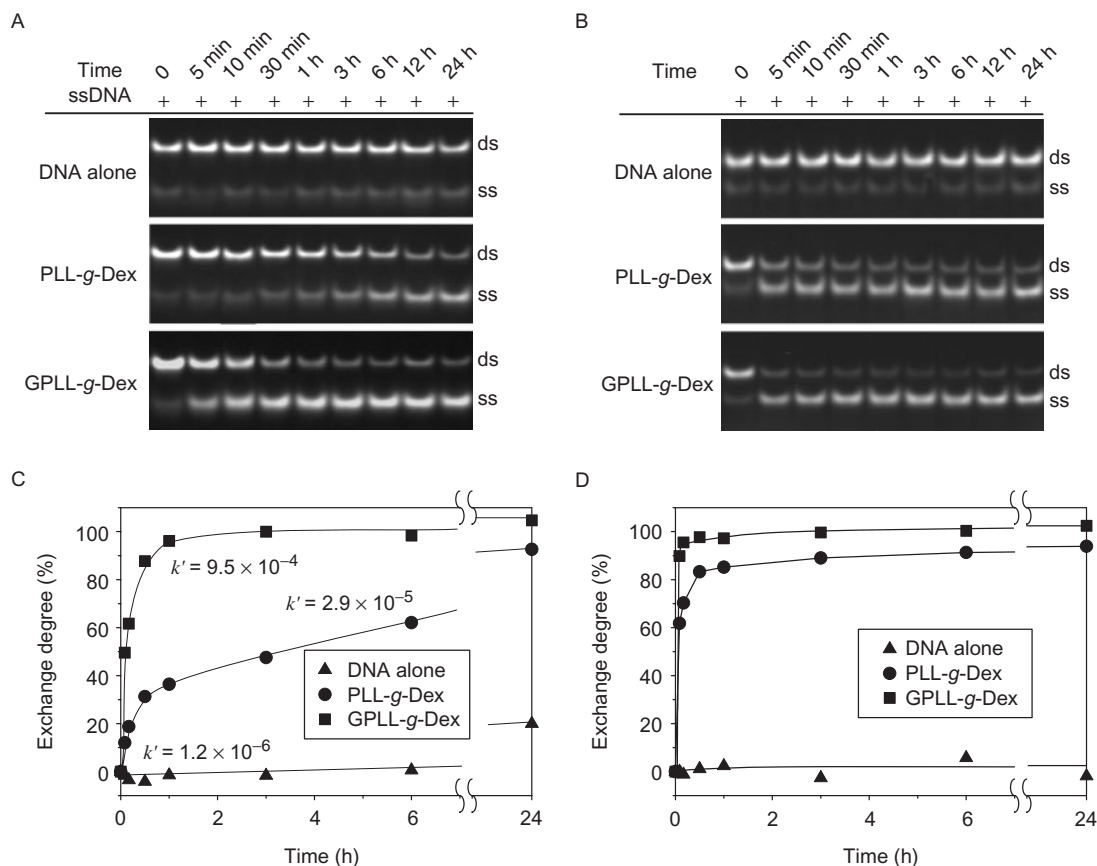 A
Time 0 5 min 10 min 30 min 1 h 3 h 6 h 12 h 24 h
ssDNA + + + + + + + + +
DNA alone ds
ss
PLL-g-Dex ds
ss
GPLL-g-Dex ds
ss
B
Time 0 5 min 10 min 30 min 1 h 3 h 6 h 12 h 24 h
+ + + + + + + + +
DNA alone ds
ss
PLL-g-Dex ds
ss
GPLL-g-Dex ds
ss
C
Exchange degree (%)
100
80
60
40
20
0
k′ = 9.5 × 10⁻⁴
k′ = 2.9 × 10⁻⁵
k′ = 1.2 × 10⁻⁶
DNA alone
PLL-g-Dex
GPLL-g-Dex
0 2 4 6 24
Time (h)
D
Exchange degree (%)
100
80
60
40
20
0
DNA alone
PLL-g-Dex
GPLL-g-Dex
0 2 4 6 24
Time (h)